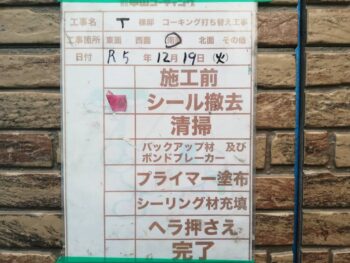 工事名 T 様邸 コーキング打ち替え工事
工事箇所 東面 西面 南面 北面 その他
日付 R5 年 12月 19日(火)
施工前
シール撤去
清掃
バックアップ材 及び
ボンドブレーカー
プライマー塗布
シーリング材充填
ヘラ押さえ
完了